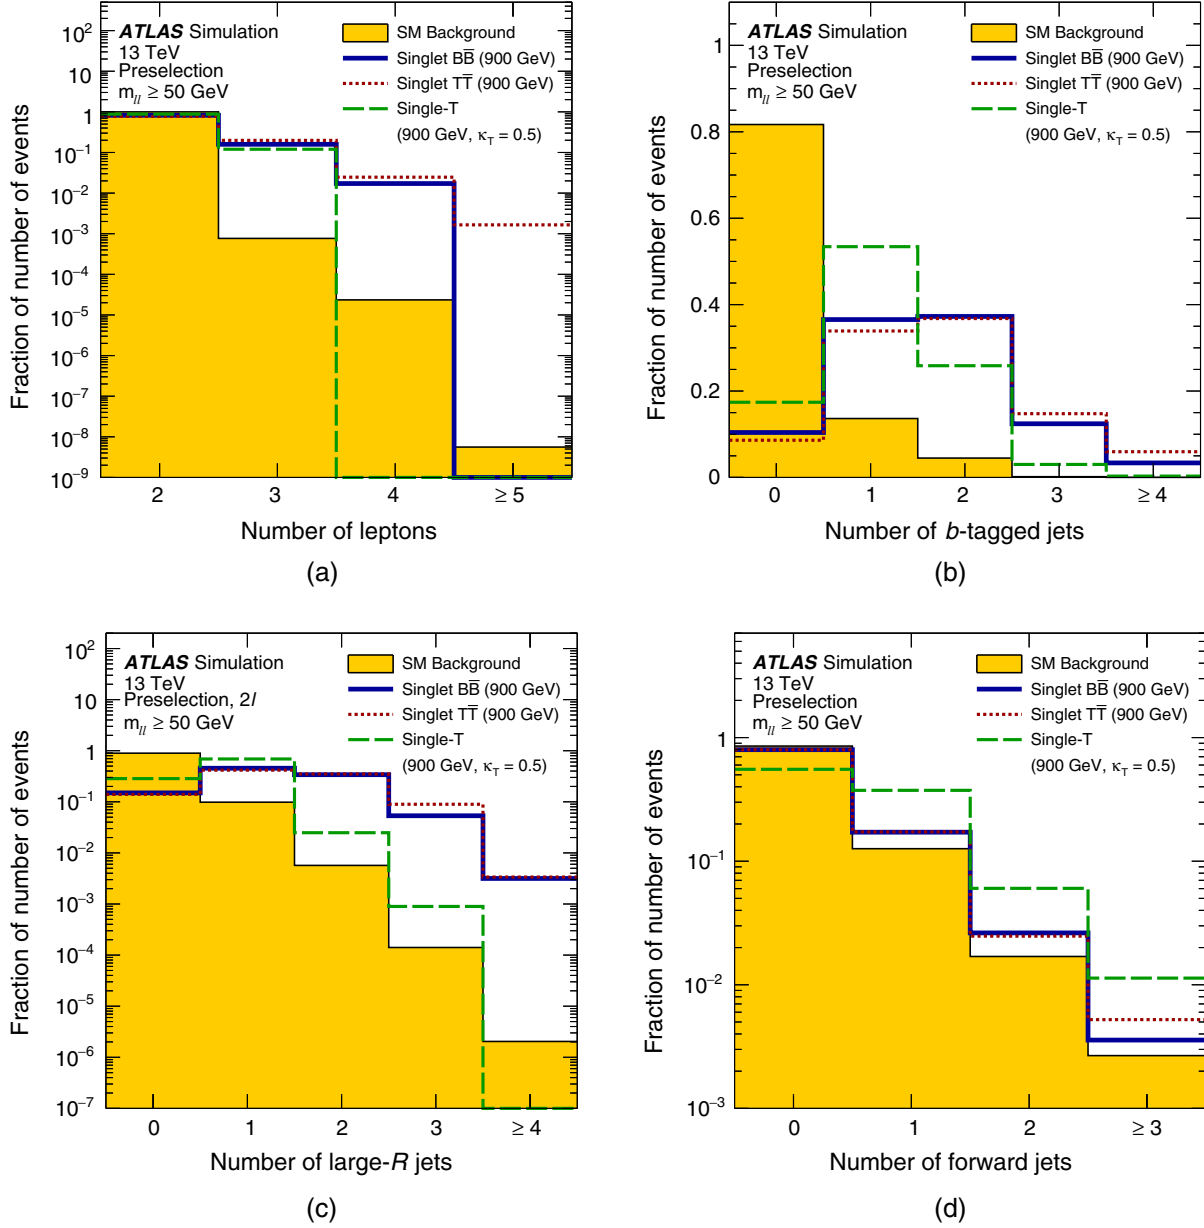 ATLAS Simulation
13 TeV
Preselection
m_ll ≥ 50 GeV
SM Background
Singlet BB̅ (900 GeV)
Singlet TT̅ (900 GeV)
Single-T
(900 GeV, κ_T = 0.5)
Fraction of number of events
10²
10
1
10⁻¹
10⁻²
10⁻³
10⁻⁴
10⁻⁵
10⁻⁶
10⁻⁷
10⁻⁸
10⁻⁹
2 3 4 ≥ 5
Number of leptons
(a)
ATLAS Simulation
13 TeV
Preselection
m_ll ≥ 50 GeV
SM Background
Singlet BB̅ (900 GeV)
Singlet TT̅ (900 GeV)
Single-T
(900 GeV, κ_T = 0.5)
Fraction of number of events
1
0.8
0.6
0.4
0.2
0
0 1 2 3 ≥ 4
Number of b-tagged jets
(b)
ATLAS Simulation
13 TeV
Preselection, 2l
m_ll ≥ 50 GeV
SM Background
Singlet BB̅ (900 GeV)
Singlet TT̅ (900 GeV)
Single-T
(900 GeV, κ_T = 0.5)
Fraction of number of events
10²
10
1
10⁻¹
10⁻²
10⁻³
10⁻⁴
10⁻⁵
10⁻⁶
10⁻⁷
0 1 2 3 ≥ 4
Number of large-R jets
(c)
ATLAS Simulation
13 TeV
Preselection
m_ll ≥ 50 GeV
SM Background
Singlet BB̅ (900 GeV)
Singlet TT̅ (900 GeV)
Single-T
(900 GeV, κ_T = 0.5)
Fraction of number of events
1
10⁻¹
10⁻²
10⁻³
0 1 2 ≥ 3
Number of forward jets
(d)